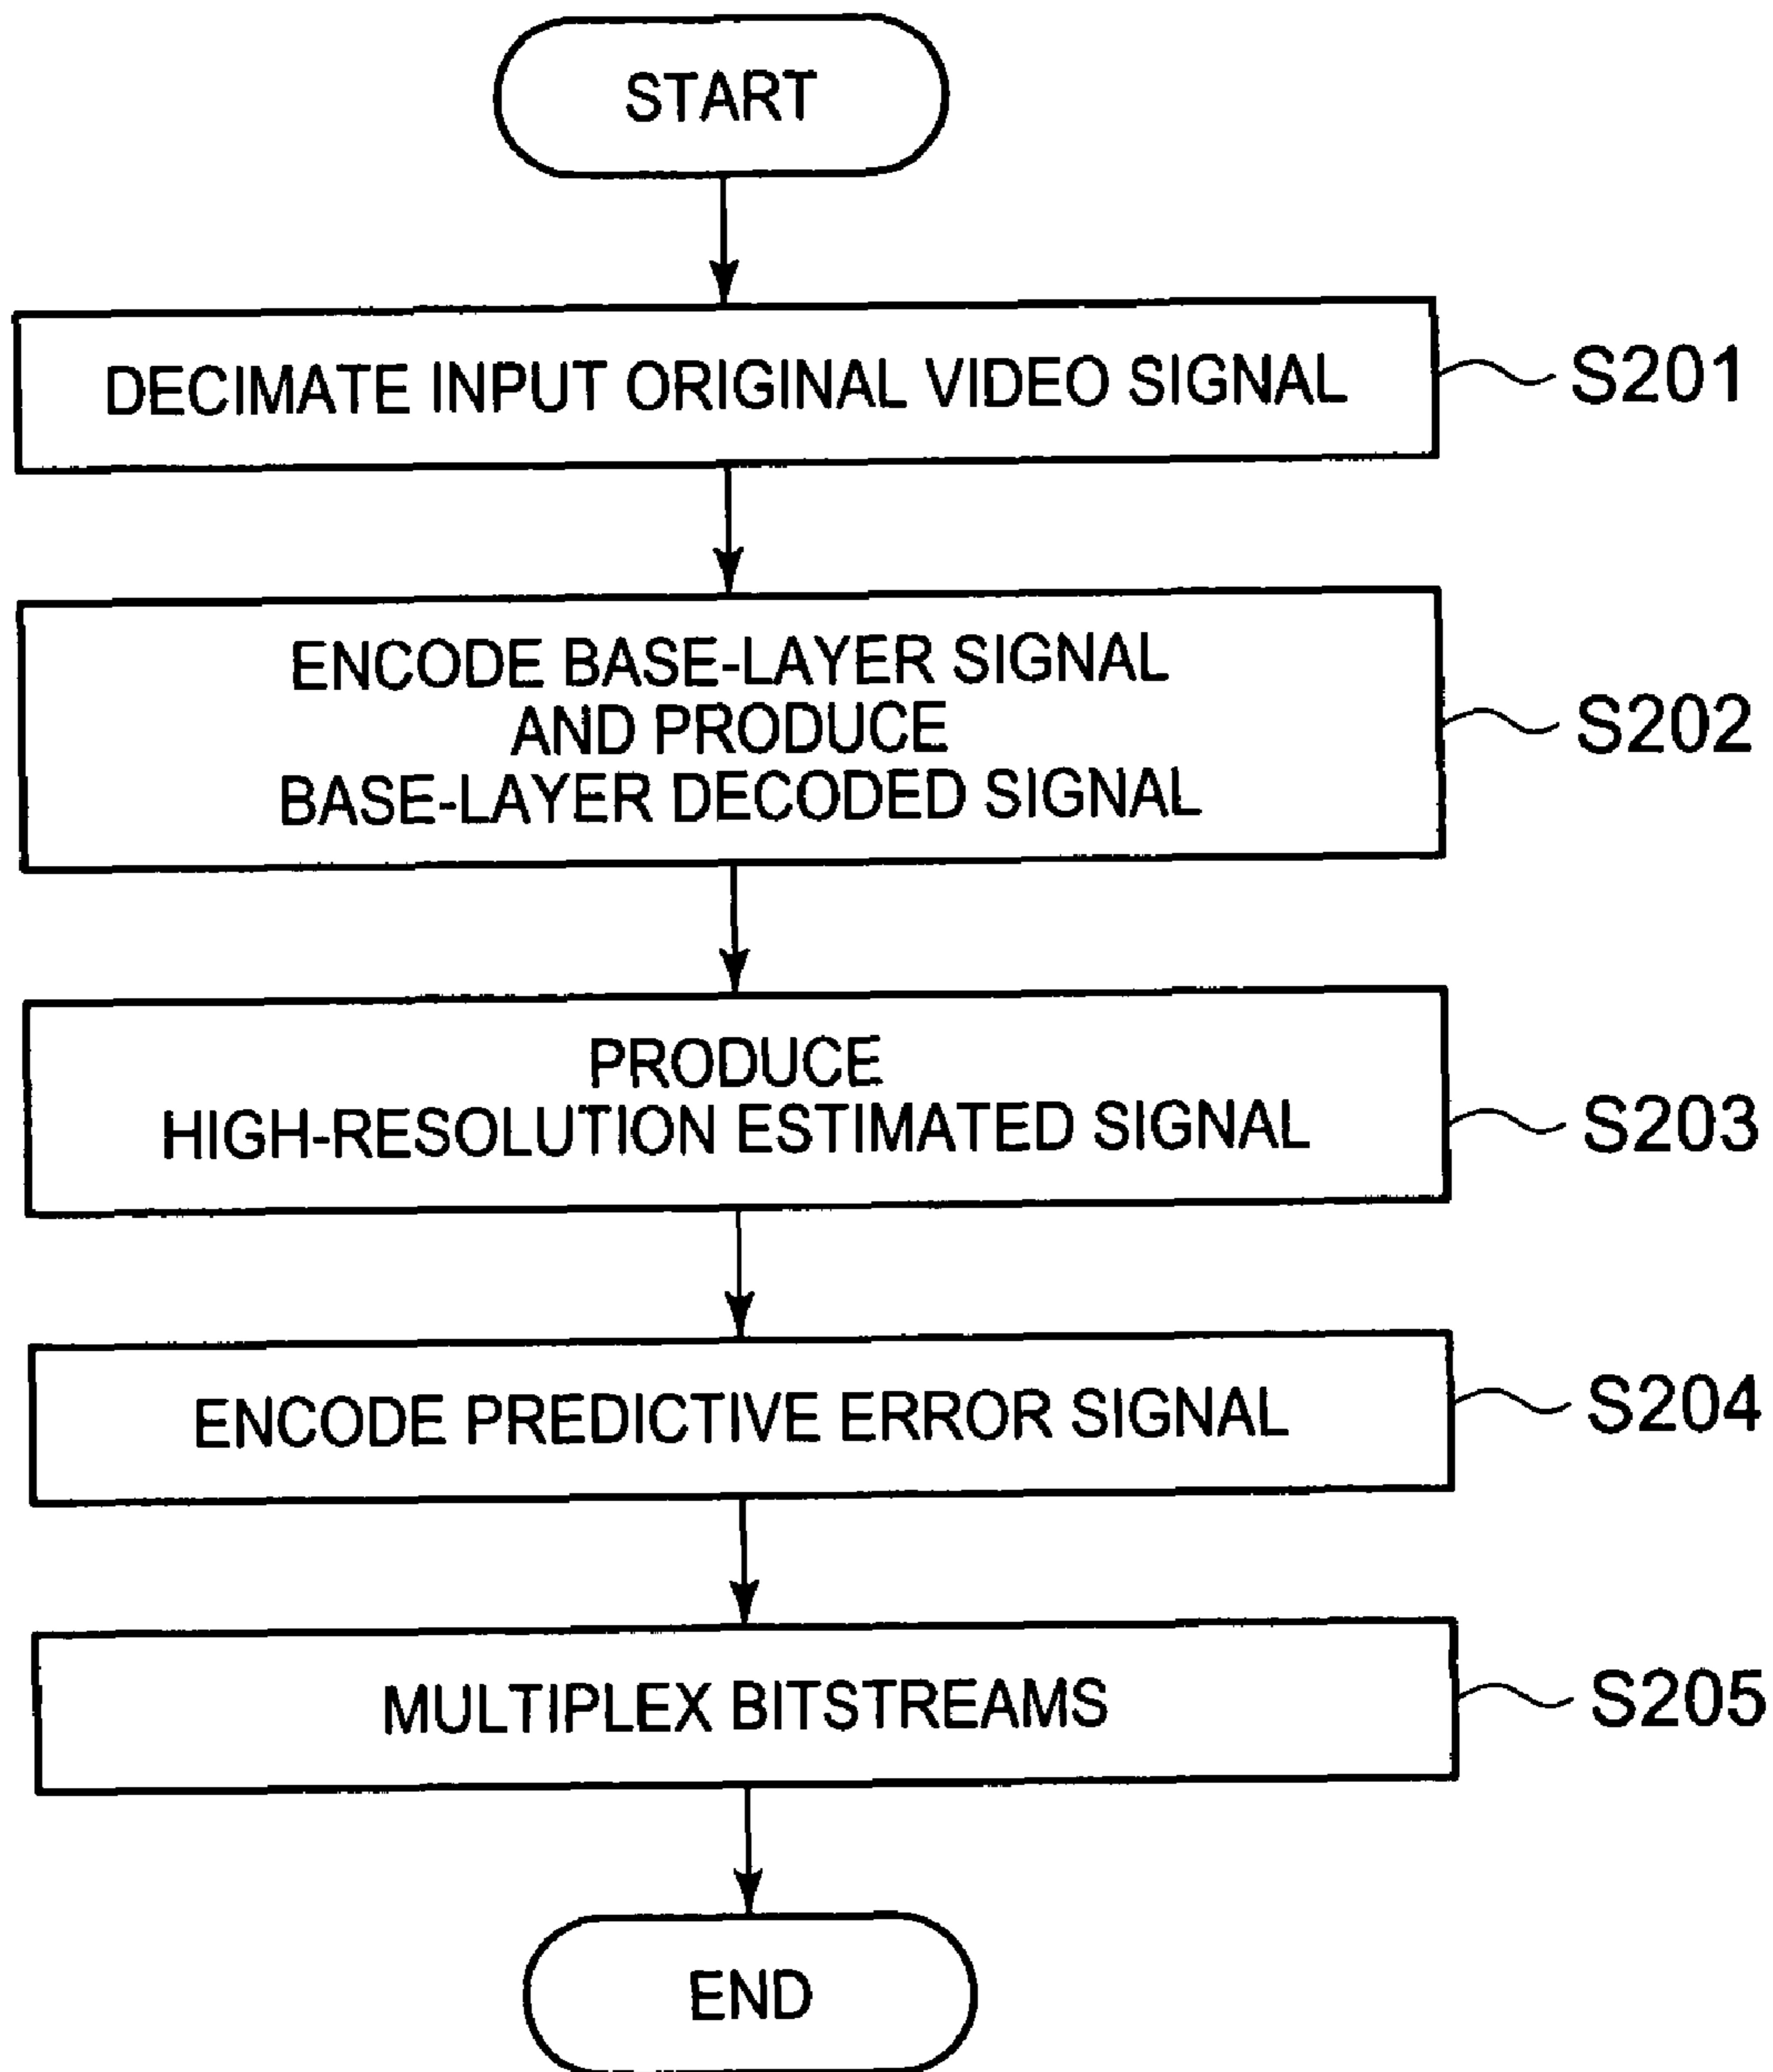 START
DECIMATE INPUT ORIGINAL VIDEO SIGNAL
S201
ENCODE BASE-LAYER SIGNAL
AND PRODUCE
BASE-LAYER DECODED SIGNAL
S202
PRODUCE
HIGH-RESOLUTION ESTIMATED SIGNAL
S203
ENCODE PREDICTIVE ERROR SIGNAL
S204
MULTIPLEX BITSTREAMS
S205
END